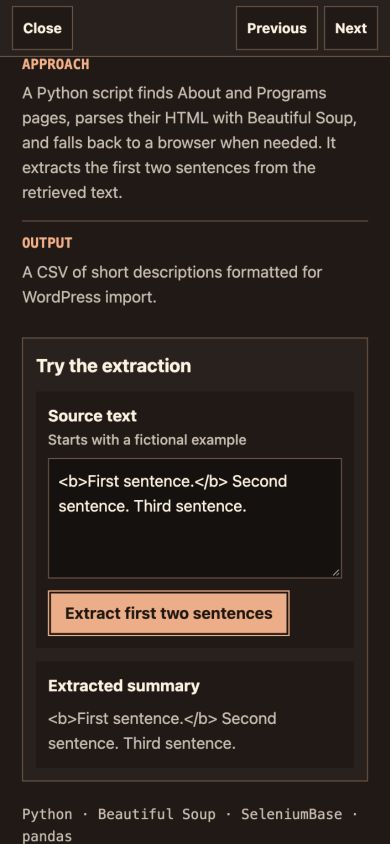 Close
Previous
Next
APPROACH
A Python script finds About and Programs
pages, parses their HTML with Beautiful Soup,
and falls back to a browser when needed. It
extracts the first two sentences from the
retrieved text.
OUTPUT
A CSV of short descriptions formatted for
WordPress import.
Try the extraction
Source text
Starts with a fictional example
<b>First sentence.</b> Second
sentence. Third sentence.
Extract first two sentences
Extracted summary
<b>First sentence.</b> Second
sentence. Third sentence.
Python · Beautiful Soup · SeleniumBase ·
pandas